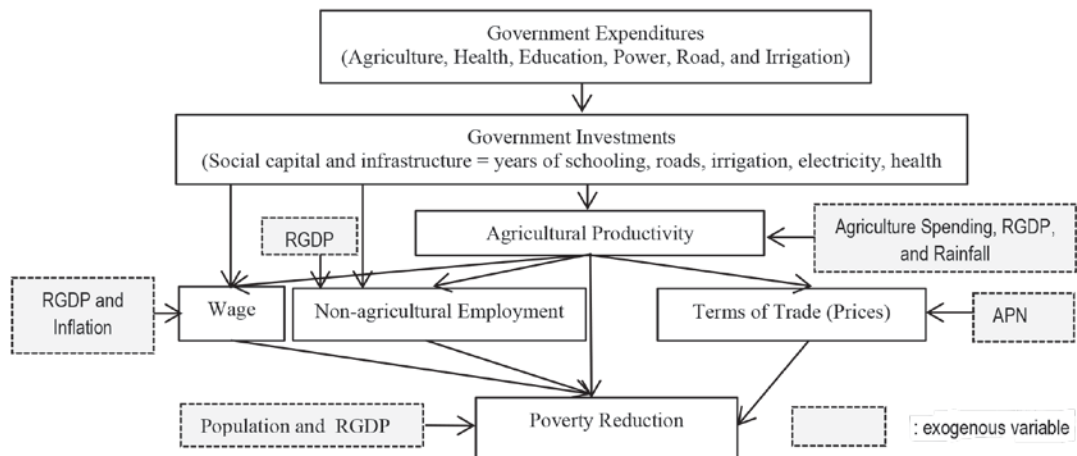 Government Expenditures
(Agriculture, Health, Education, Power, Road, and Irrigation)
Government Investments
(Social capital and infrastructure = years of schooling, roads, irrigation, electricity, health
RGDP
Agricultural Productivity
Agriculture Spending, RGDP,
and Rainfall
RGDP and
Inflation
Wage
Non-agricultural Employment
Terms of Trade (Prices)
APN
Population and RGDP
Poverty Reduction
: exogenous variable